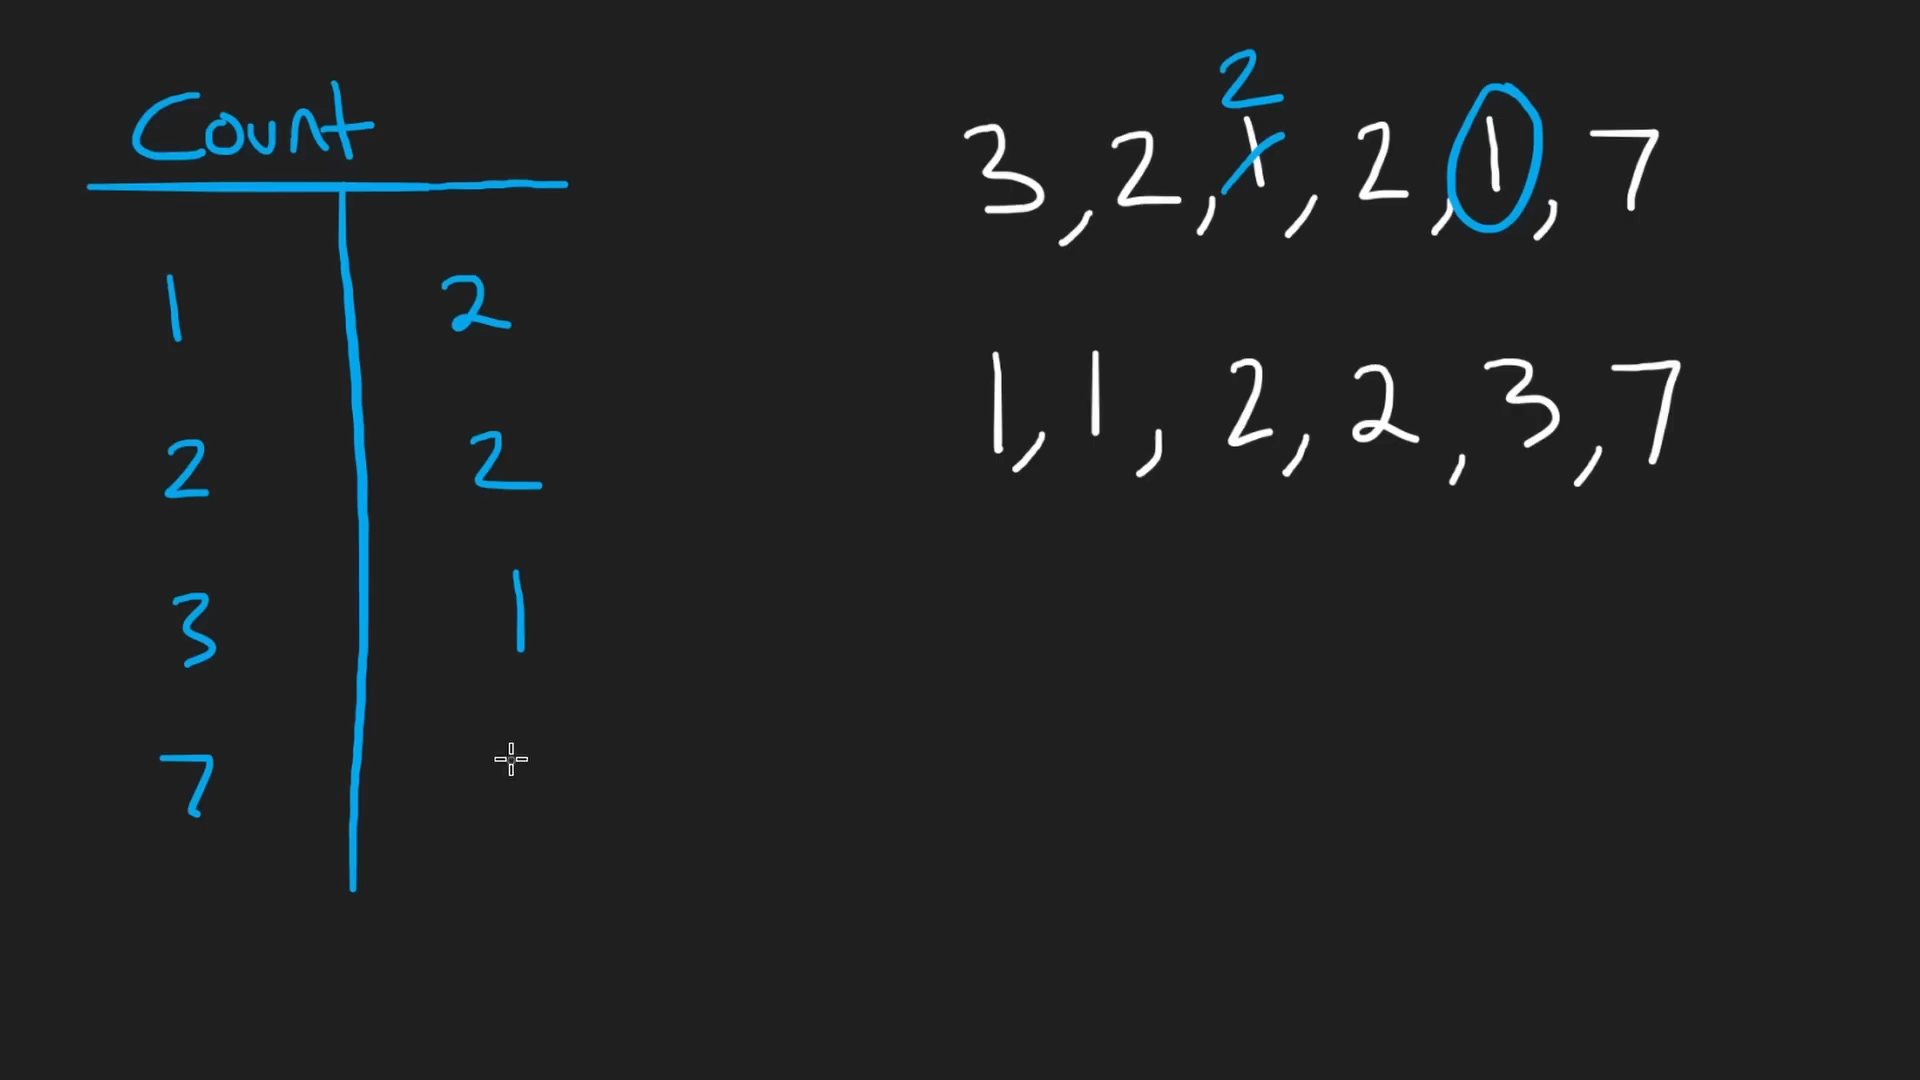 Count
1 2
2 2
3 1
7
2
3, 2, 1, 2, 1, 7
1, 1, 2, 2, 3, 7